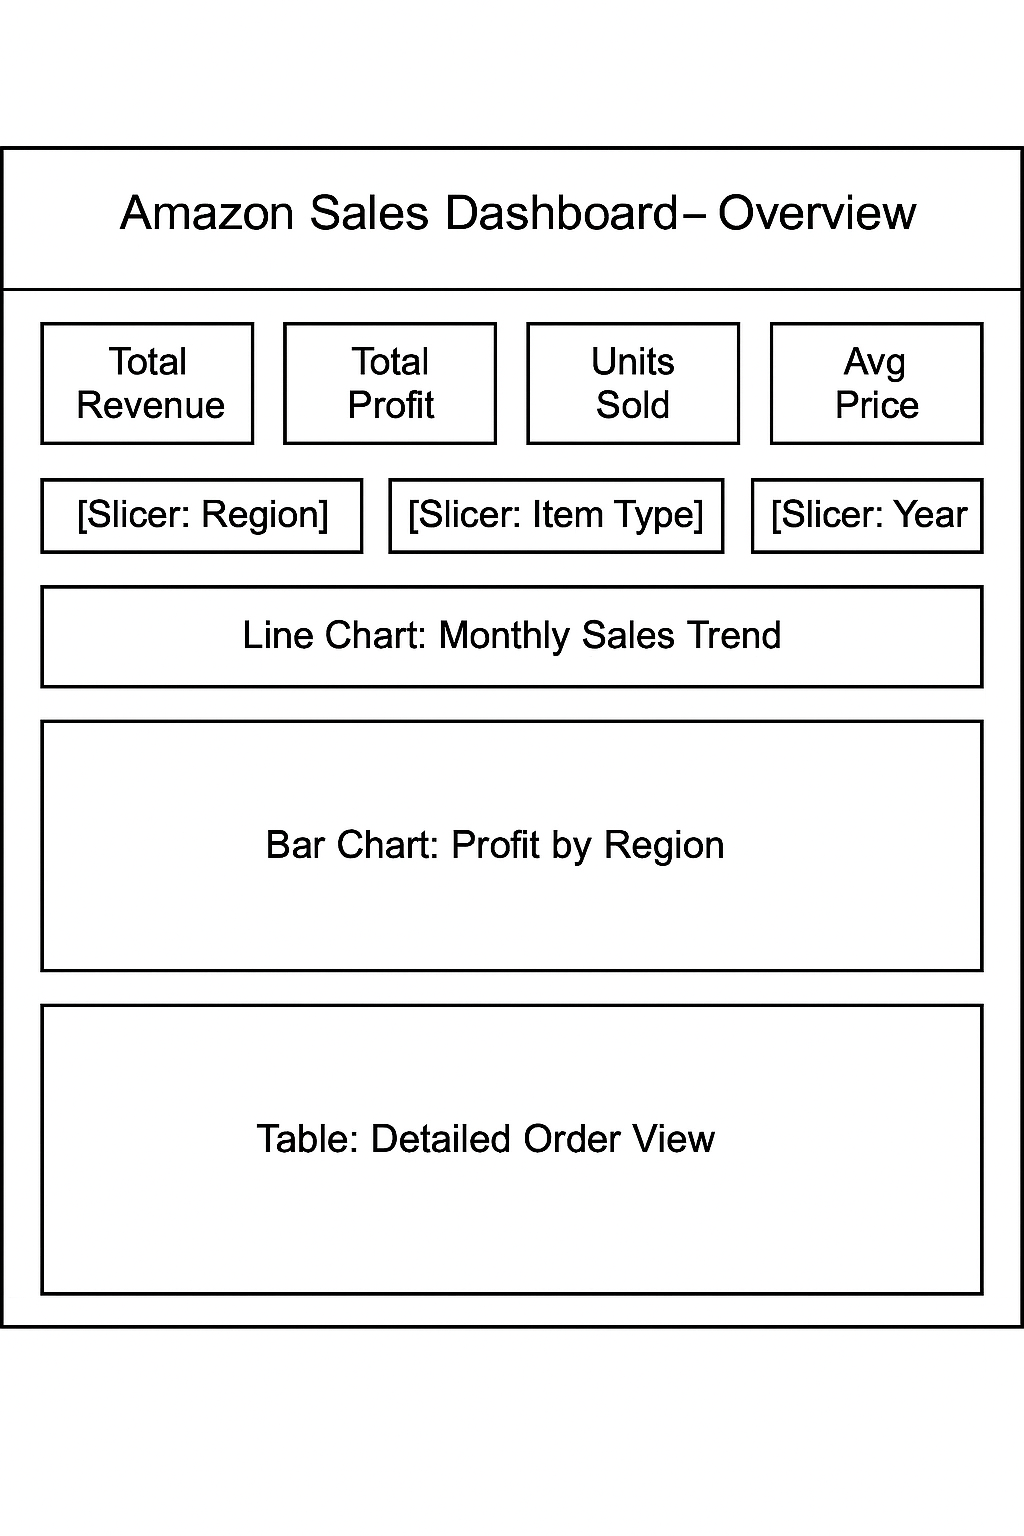 Amazon Sales Dashboard– Overview
Total
Revenue
Total
Profit
Units
Sold
Avg
Price
[Slicer: Region]
[Slicer: Item Type]
[Slicer: Year
Line Chart: Monthly Sales Trend
Bar Chart: Profit by Region
Table: Detailed Order View